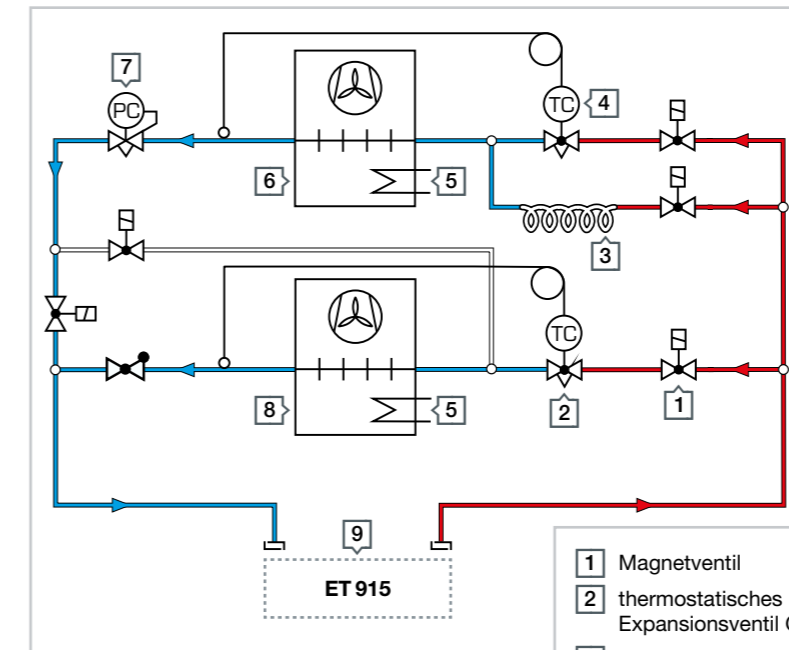 7
PC
TC
4
6
5
3
TC
8
5
2
1
9
ET 915
1 Magnetventil
2 thermostatisches
Expansionsventil